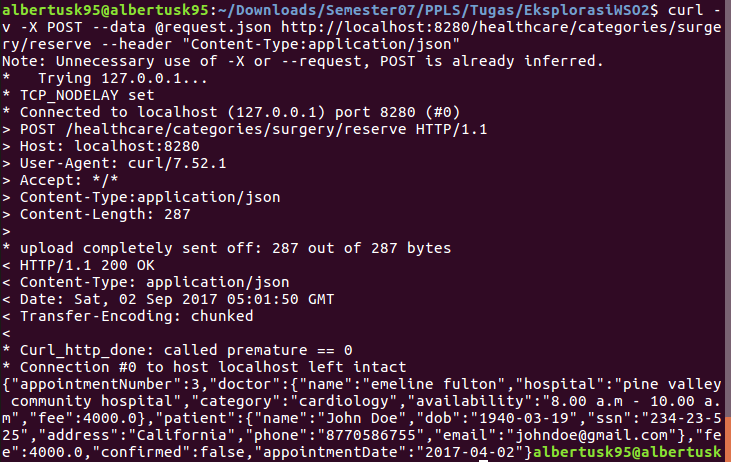 albertusk95@albertusk95:~/Downloads/Semester07/PPLS/Tugas/EksplorasiWSO2$ curl -
v -X POST --data @request.json http://localhost:8280/healthcare/categories/surge
ry/reserve --header "Content-Type:application/json"
Note: Unnecessary use of -X or --request, POST is already inferred.
*   Trying 127.0.0.1...
* TCP_NODELAY set
* Connected to localhost (127.0.0.1) port 8280 (#0)
> POST /healthcare/categories/surgery/reserve HTTP/1.1
> Host: localhost:8280
> User-Agent: curl/7.52.1
> Accept: */*
> Content-Type:application/json
> Content-Length: 287
>
* upload completely sent off: 287 out of 287 bytes
< HTTP/1.1 200 OK
< Content-Type: application/json
< Date: Sat, 02 Sep 2017 05:01:50 GMT
< Transfer-Encoding: chunked
<
* Curl_http_done: called premature == 0
* Connection #0 to host localhost left intact
{"appointmentNumber":3,"doctor":{"name":"emeline fulton","hospital":"pine valley
 community hospital","category":"cardiology","availability":"8.00 a.m - 10.00 a.
m","fee":4000.0},"patient":{"name":"John Doe","dob":"1940-03-19","ssn":"234-23-5
25","address":"California","phone":"8770586755","email":"johndoe@gmail.com"},"fe
e":4000.0,"confirmed":false,"appointmentDate":"2017-04-02"}albertusk95@albertusk